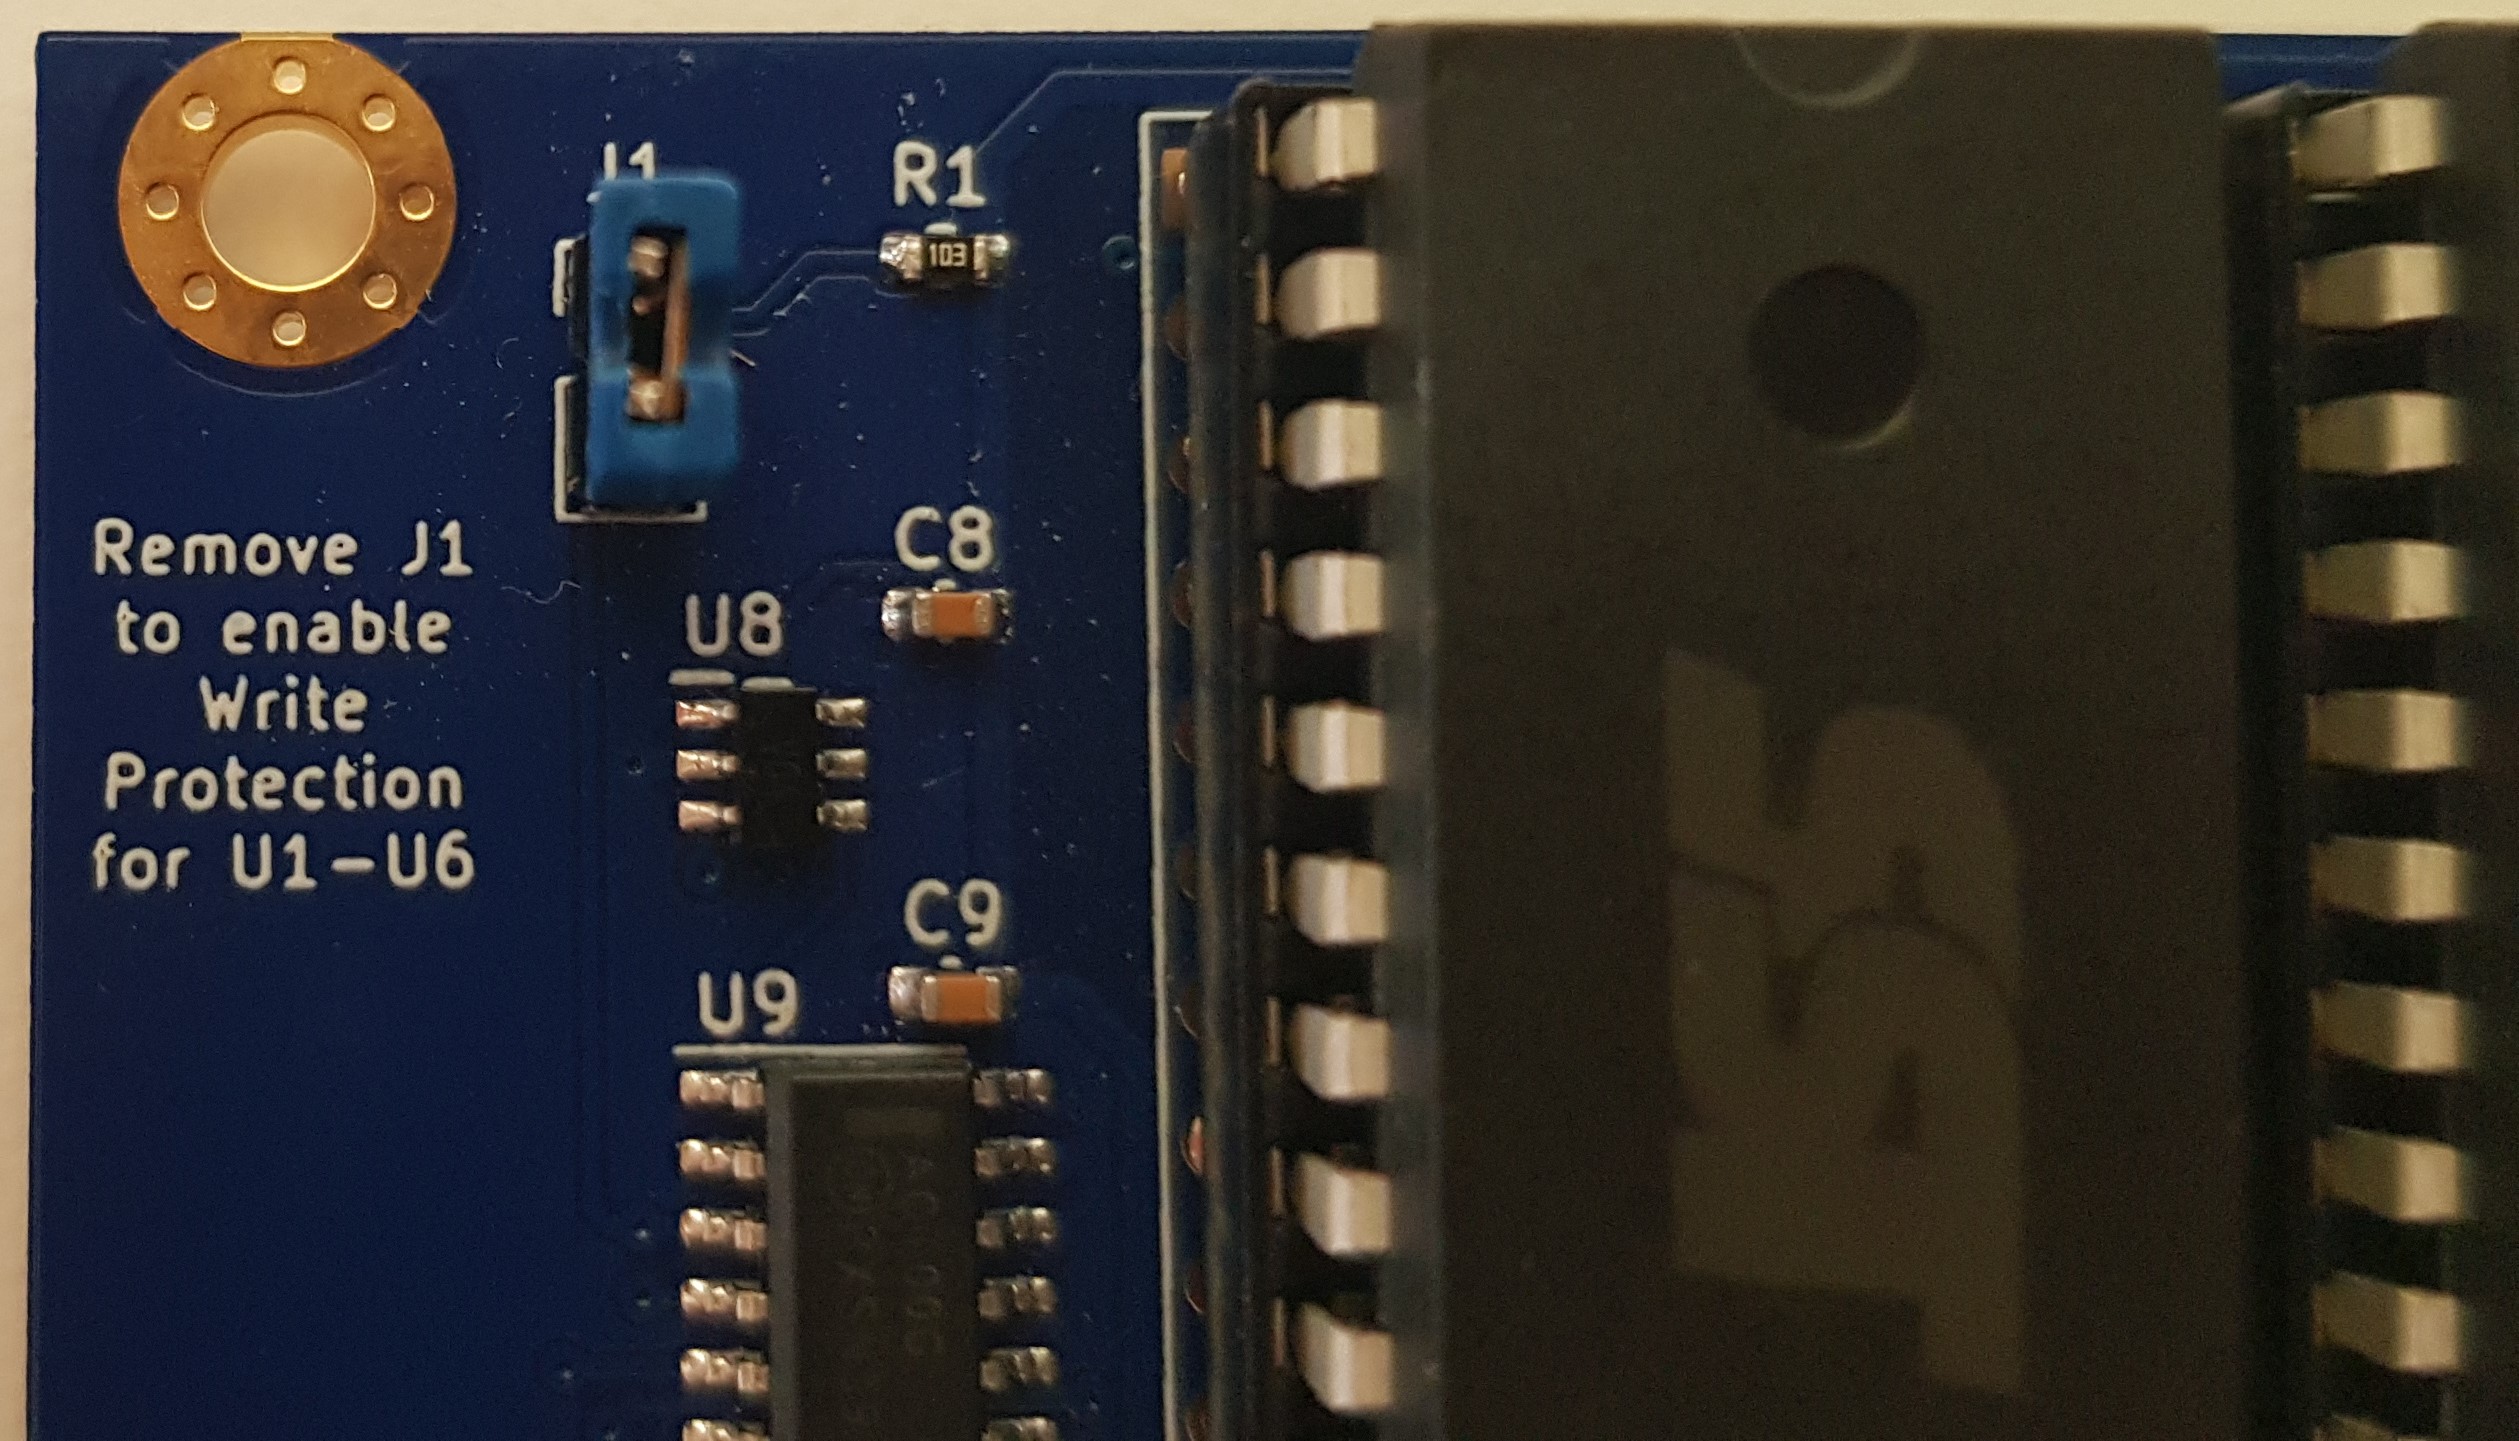 J1
R1
103
Remove J1
to enable
Write
Protection
for U1-U6
C8
U8
C9
U9